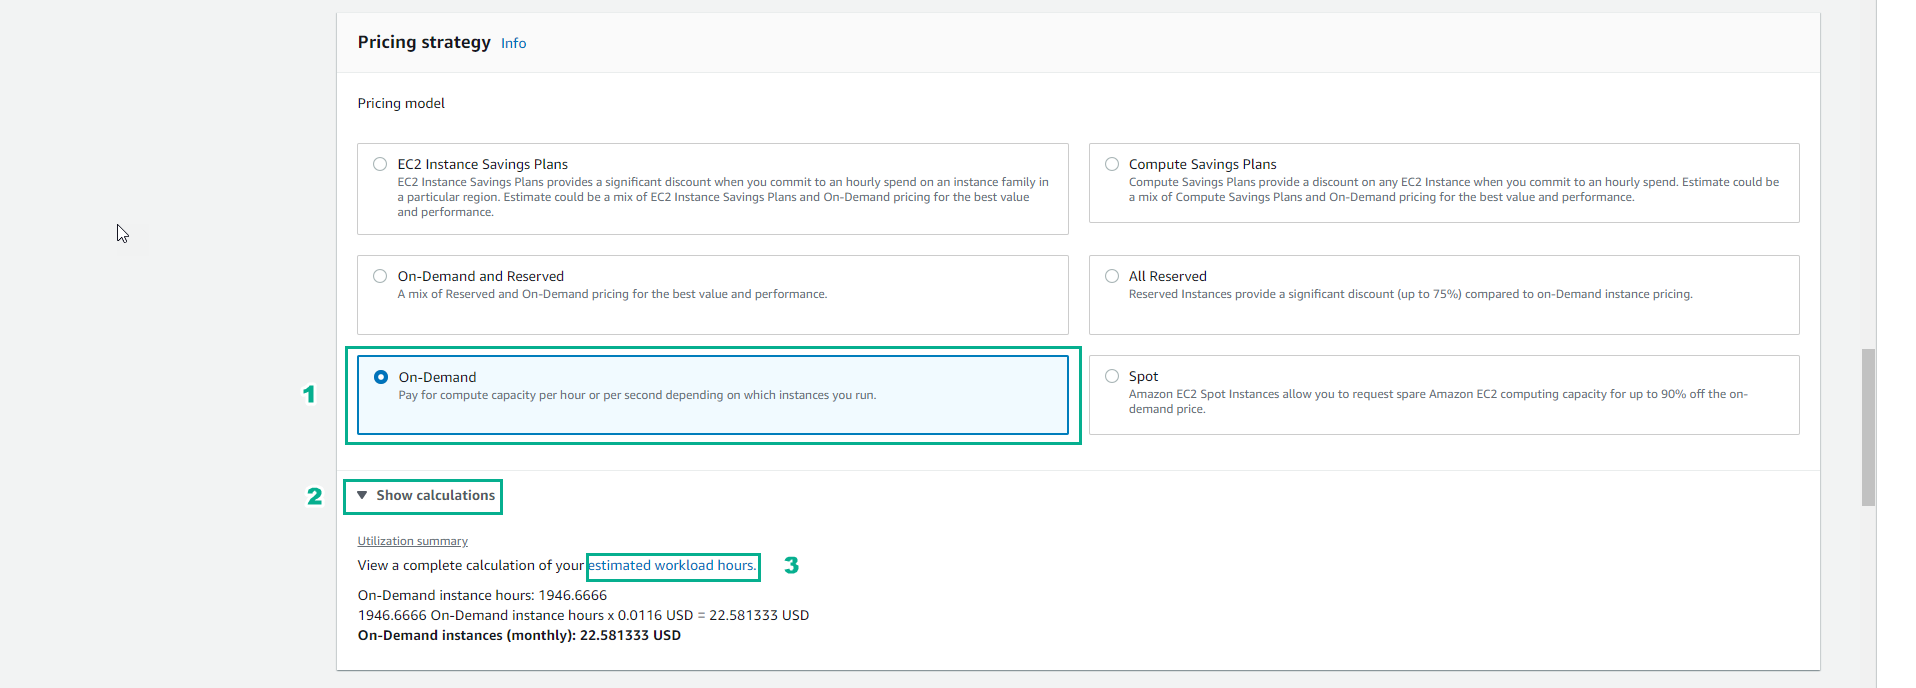 Pricing strategy Info
Pricing model
EC2 Instance Savings Plans
EC2 Instance Savings Plans provides a significant discount when you commit to an hourly spend on an instance family in
a particular region. Estimate could be a mix of EC2 Instance Savings Plans and On-Demand pricing for the best value
and performance.
Compute Savings Plans
Compute Savings Plans provide a discount on any EC2 Instance when you commit to an hourly spend. Estimate could be
a mix of Compute Savings Plans and On-Demand pricing for the best value and performance.
On-Demand and Reserved
A mix of Reserved and On-Demand pricing for the best value and performance.
All Reserved
Reserved Instances provide a significant discount (up to 75%) compared to on-Demand instance pricing.
1
On-Demand
Pay for compute capacity per hour or per second depending on which instances you run.
Spot
Amazon EC2 Spot Instances allow you to request spare Amazon EC2 computing capacity for up to 90% off the on-
demand price.
2 Show calculations
Utilization summary
View a complete calculation of your estimated workload hours. 3
On-Demand instance hours: 1946.6666
1946.6666 On-Demand instance hours x 0.0116 USD = 22.581333 USD
On-Demand instances (monthly): 22.581333 USD